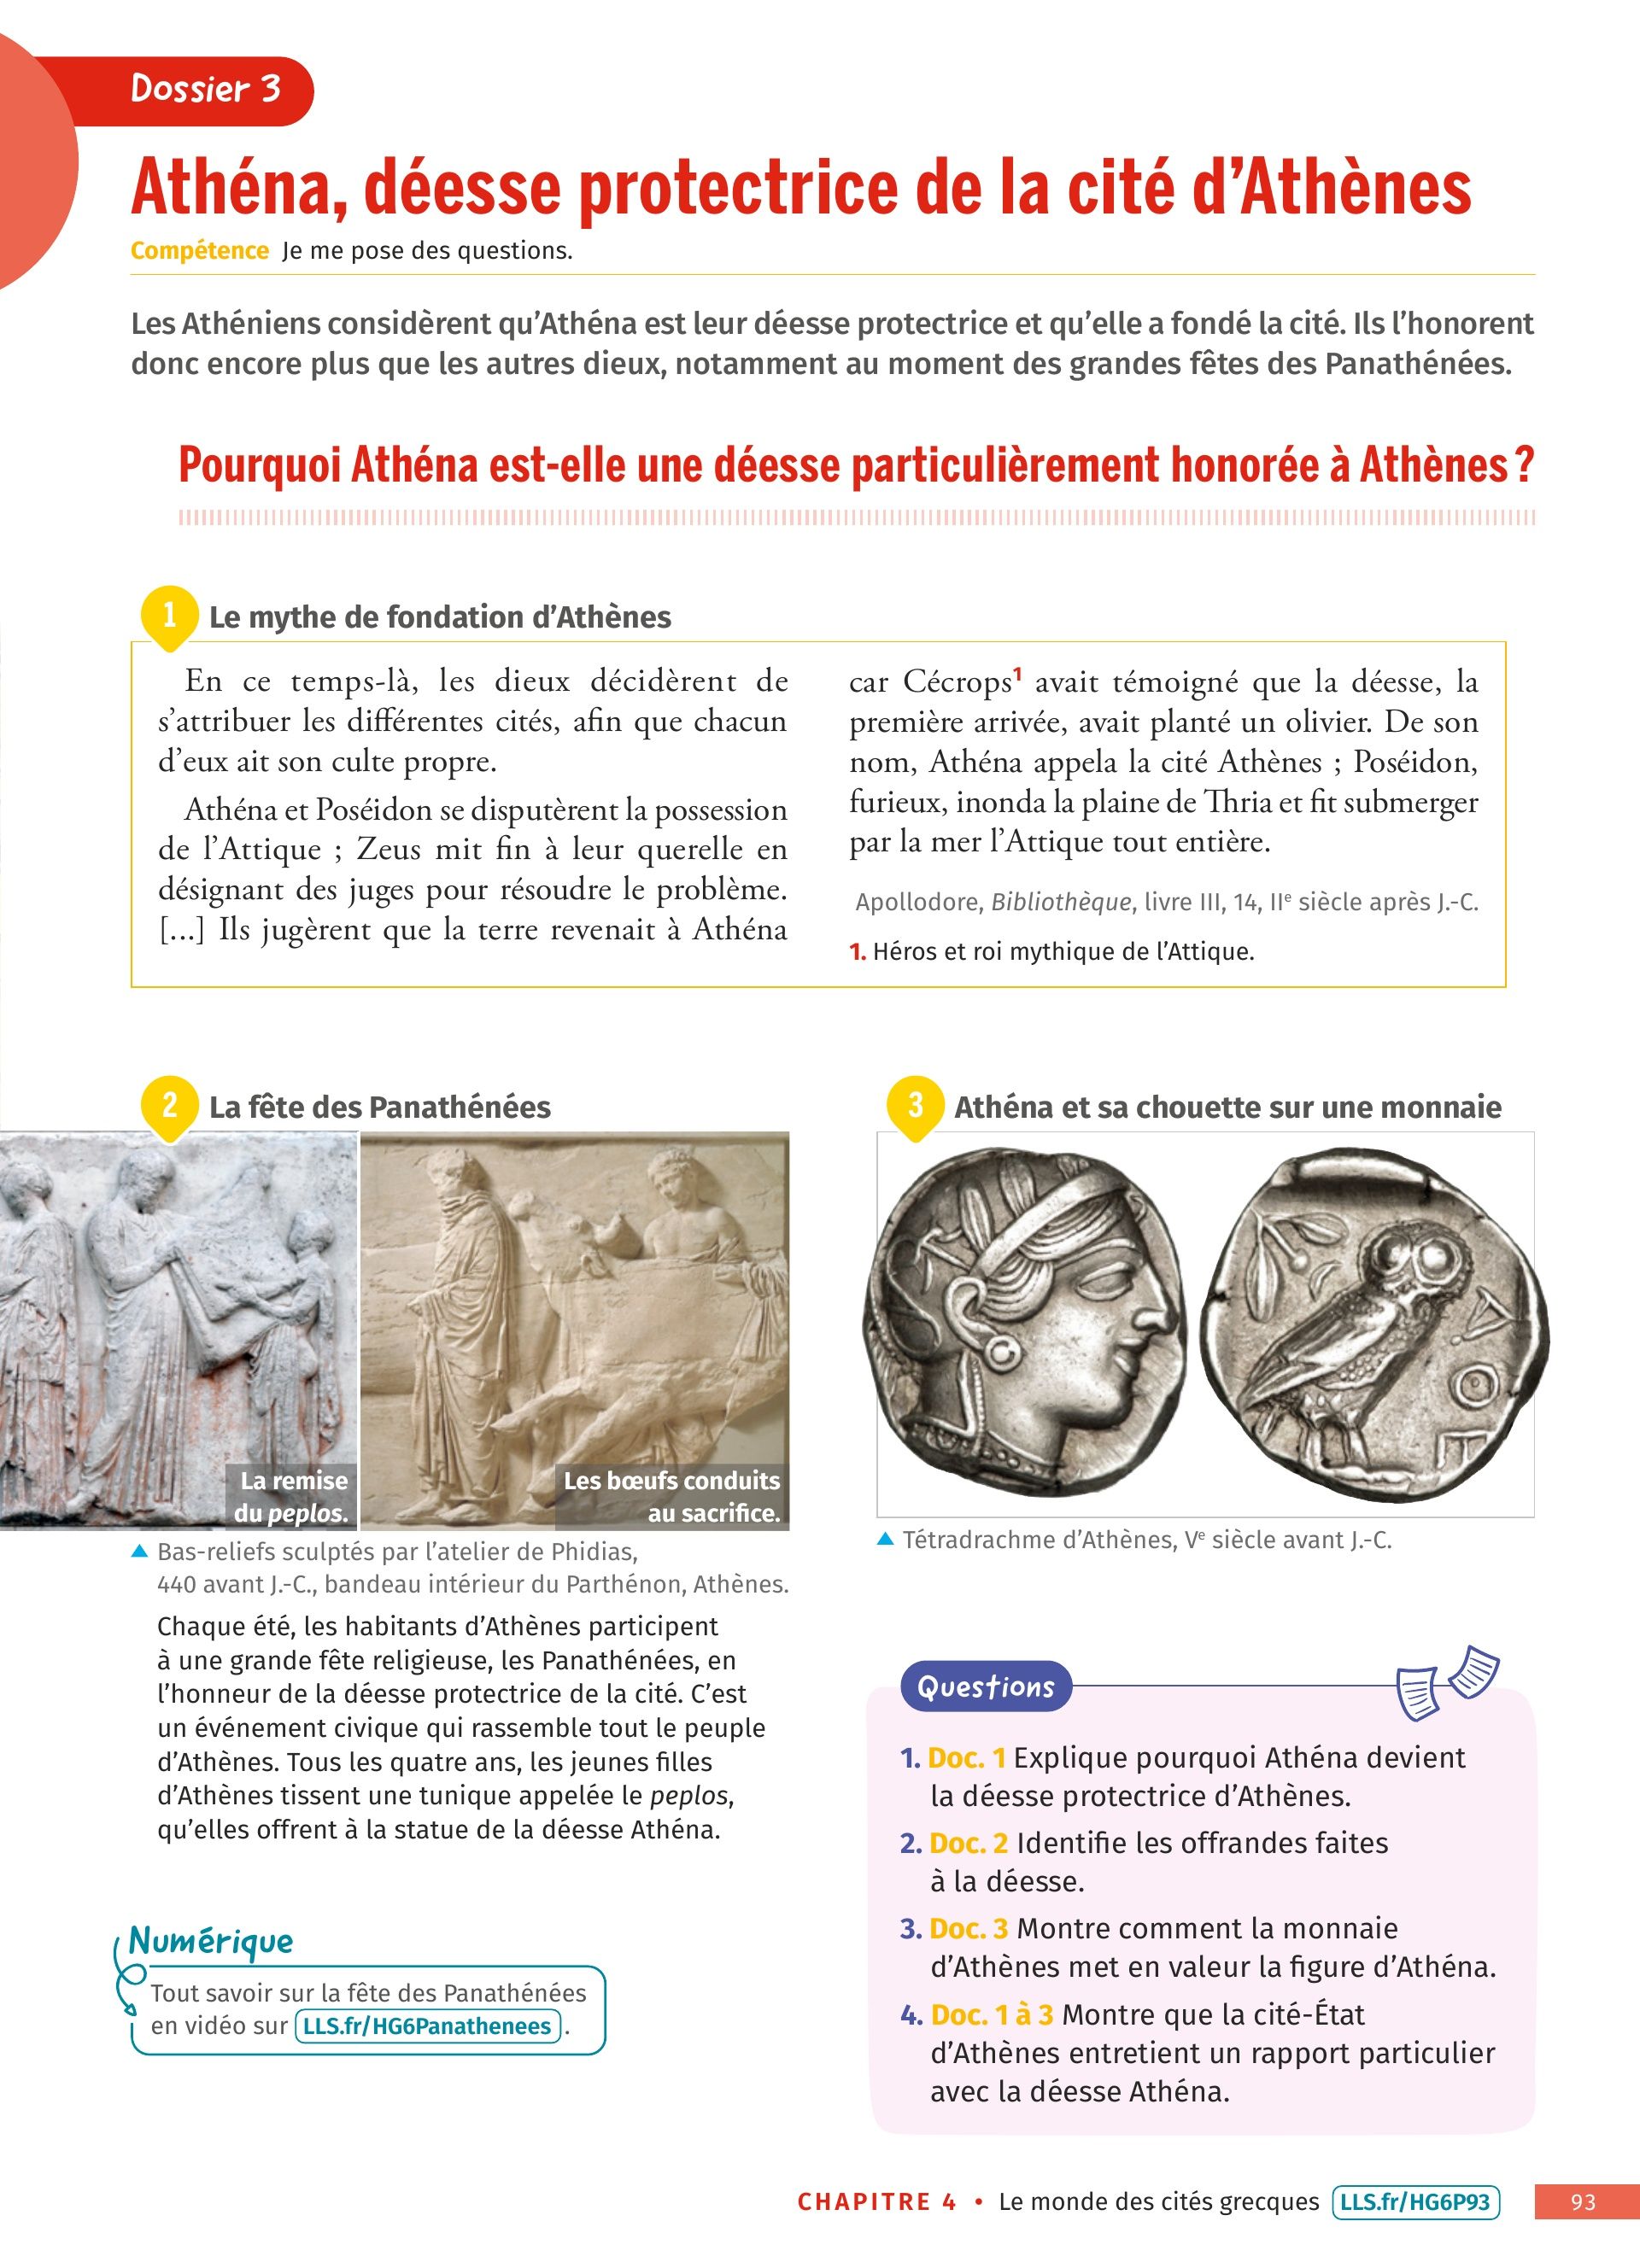 Dossier 3
Athéna, déesse protectrice de la cité d’Athènes
Compétence Je me pose des questions.
Les Athéniens considèrent qu’Athéna est leur déesse protectrice et qu’elle a fondé la cité. Ils l’honorent
donc encore plus que les autres dieux, notamment au moment des grandes fêtes des Panathénées.
Pourquoi Athéna est-elle une déesse particulièrement honorée à Athènes ?
1 Le mythe de fondation d’Athènes
En ce temps-là, les dieux décidèrent de
s’attribuer les différentes cités, afin que chacun
d’eux ait son culte propre.
Athéna et Poséidon se disputèrent la possession
de l’Attique ; Zeus mit fin à leur querelle en
désignant des juges pour résoudre le problème.
[...] Ils jugèrent que la terre revenait à Athéna
car Cécrops1 avait témoigné que la déesse, la
première arrivée, avait planté un olivier. De son
nom, Athéna appela la cité Athènes ; Poséidon,
furieux, inonda la plaine de Thria et fit submerger
par la mer l’Attique tout entière.
Apollodore, Bibliothèque, livre III, 14, IIe siècle après J.-C.
1. Héros et roi mythique de l’Attique.
2 La fête des Panathénées
La remise
du peplos.
Les bœufs conduits
au sacrifice.
Bas-reliefs sculptés par l’atelier de Phidias,
440 avant J.-C., bandeau intérieur du Parthénon, Athènes.
Chaque été, les habitants d’Athènes participent
à une grande fête religieuse, les Panathénées, en
l’honneur de la déesse protectrice de la cité. C’est
un événement civique qui rassemble tout le peuple
d’Athènes. Tous les quatre ans, les jeunes filles
d’Athènes tissent une tunique appelée le peplos,
qu’elles offrent à la statue de la déesse Athéna.
Numérique
Tout savoir sur la fête des Panathénées
en vidéo sur LLS.fr/HG6Panathenees .
3 Athéna et sa chouette sur une monnaie
ΑΘΕ
Tétradrachme d’Athènes, Ve siècle avant J.-C.
Questions
1. Doc. 1 Explique pourquoi Athéna devient
la déesse protectrice d’Athènes.
2. Doc. 2 Identifie les offrandes faites
à la déesse.
3. Doc. 3 Montre comment la monnaie
d’Athènes met en valeur la figure d’Athéna.
4. Doc. 1 à 3 Montre que la cité-État
d’Athènes entretient un rapport particulier
avec la déesse Athéna.
CHAPITRE 4 • Le monde des cités grecques LLS.fr/HG6P93 93